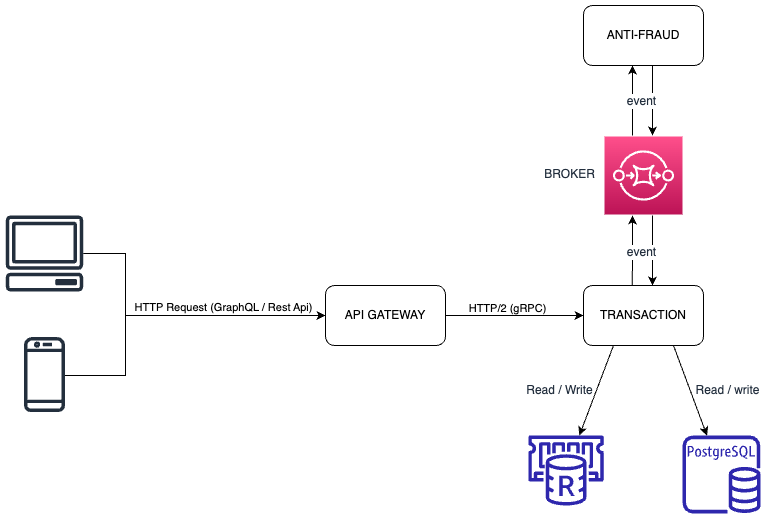 ANTI-FRAUD
event
BROKER
event
HTTP Request (GraphQL / Rest Api)
API GATEWAY
HTTP/2 (gRPC)
TRANSACTION
Read / Write
Read / write
R
PostgreSQL